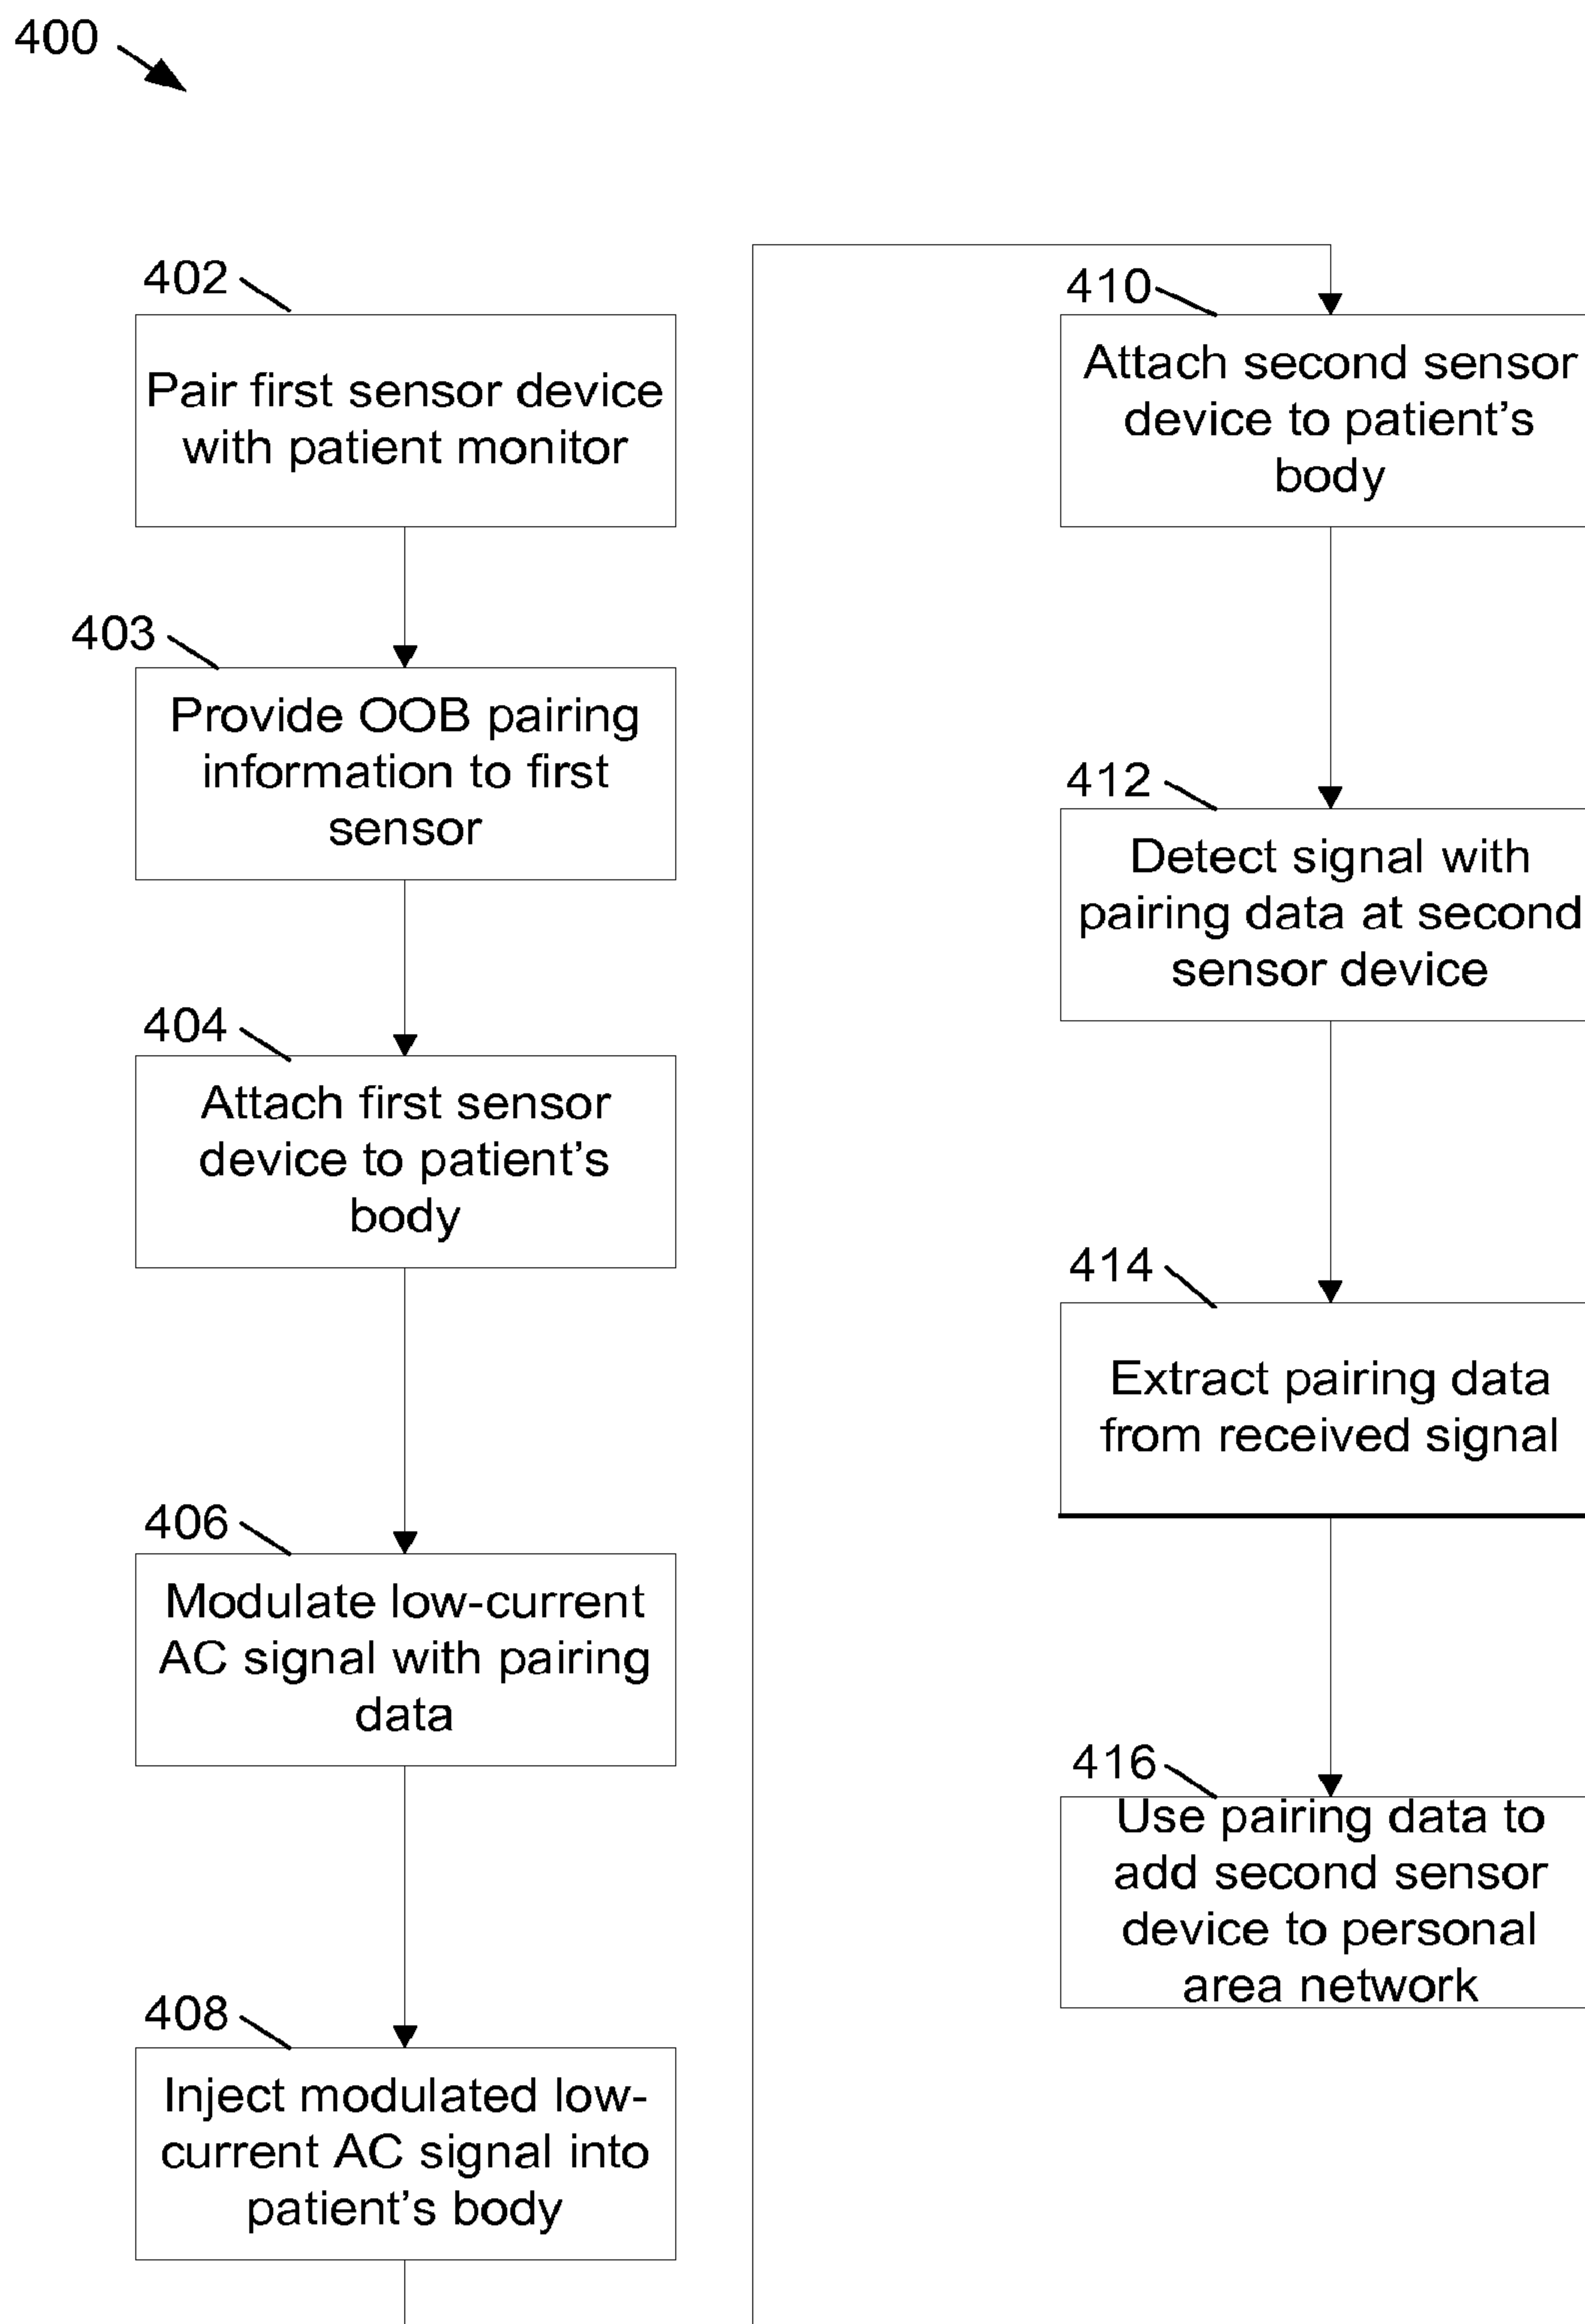 400
402
Pair first sensor device
with patient monitor
403
Provide OOB pairing
information to first
sensor
404
Attach first sensor
device to patient's
body
406
Modulate low-current
AC signal with pairing
data
408
Inject modulated low-
current AC signal into
patient's body
410
Attach second sensor
device to patient's
body
412
Detect signal with
pairing data at second
sensor device
414
Extract pairing data
from received signal
416
Use pairing data to
add second sensor
device to personal
area network